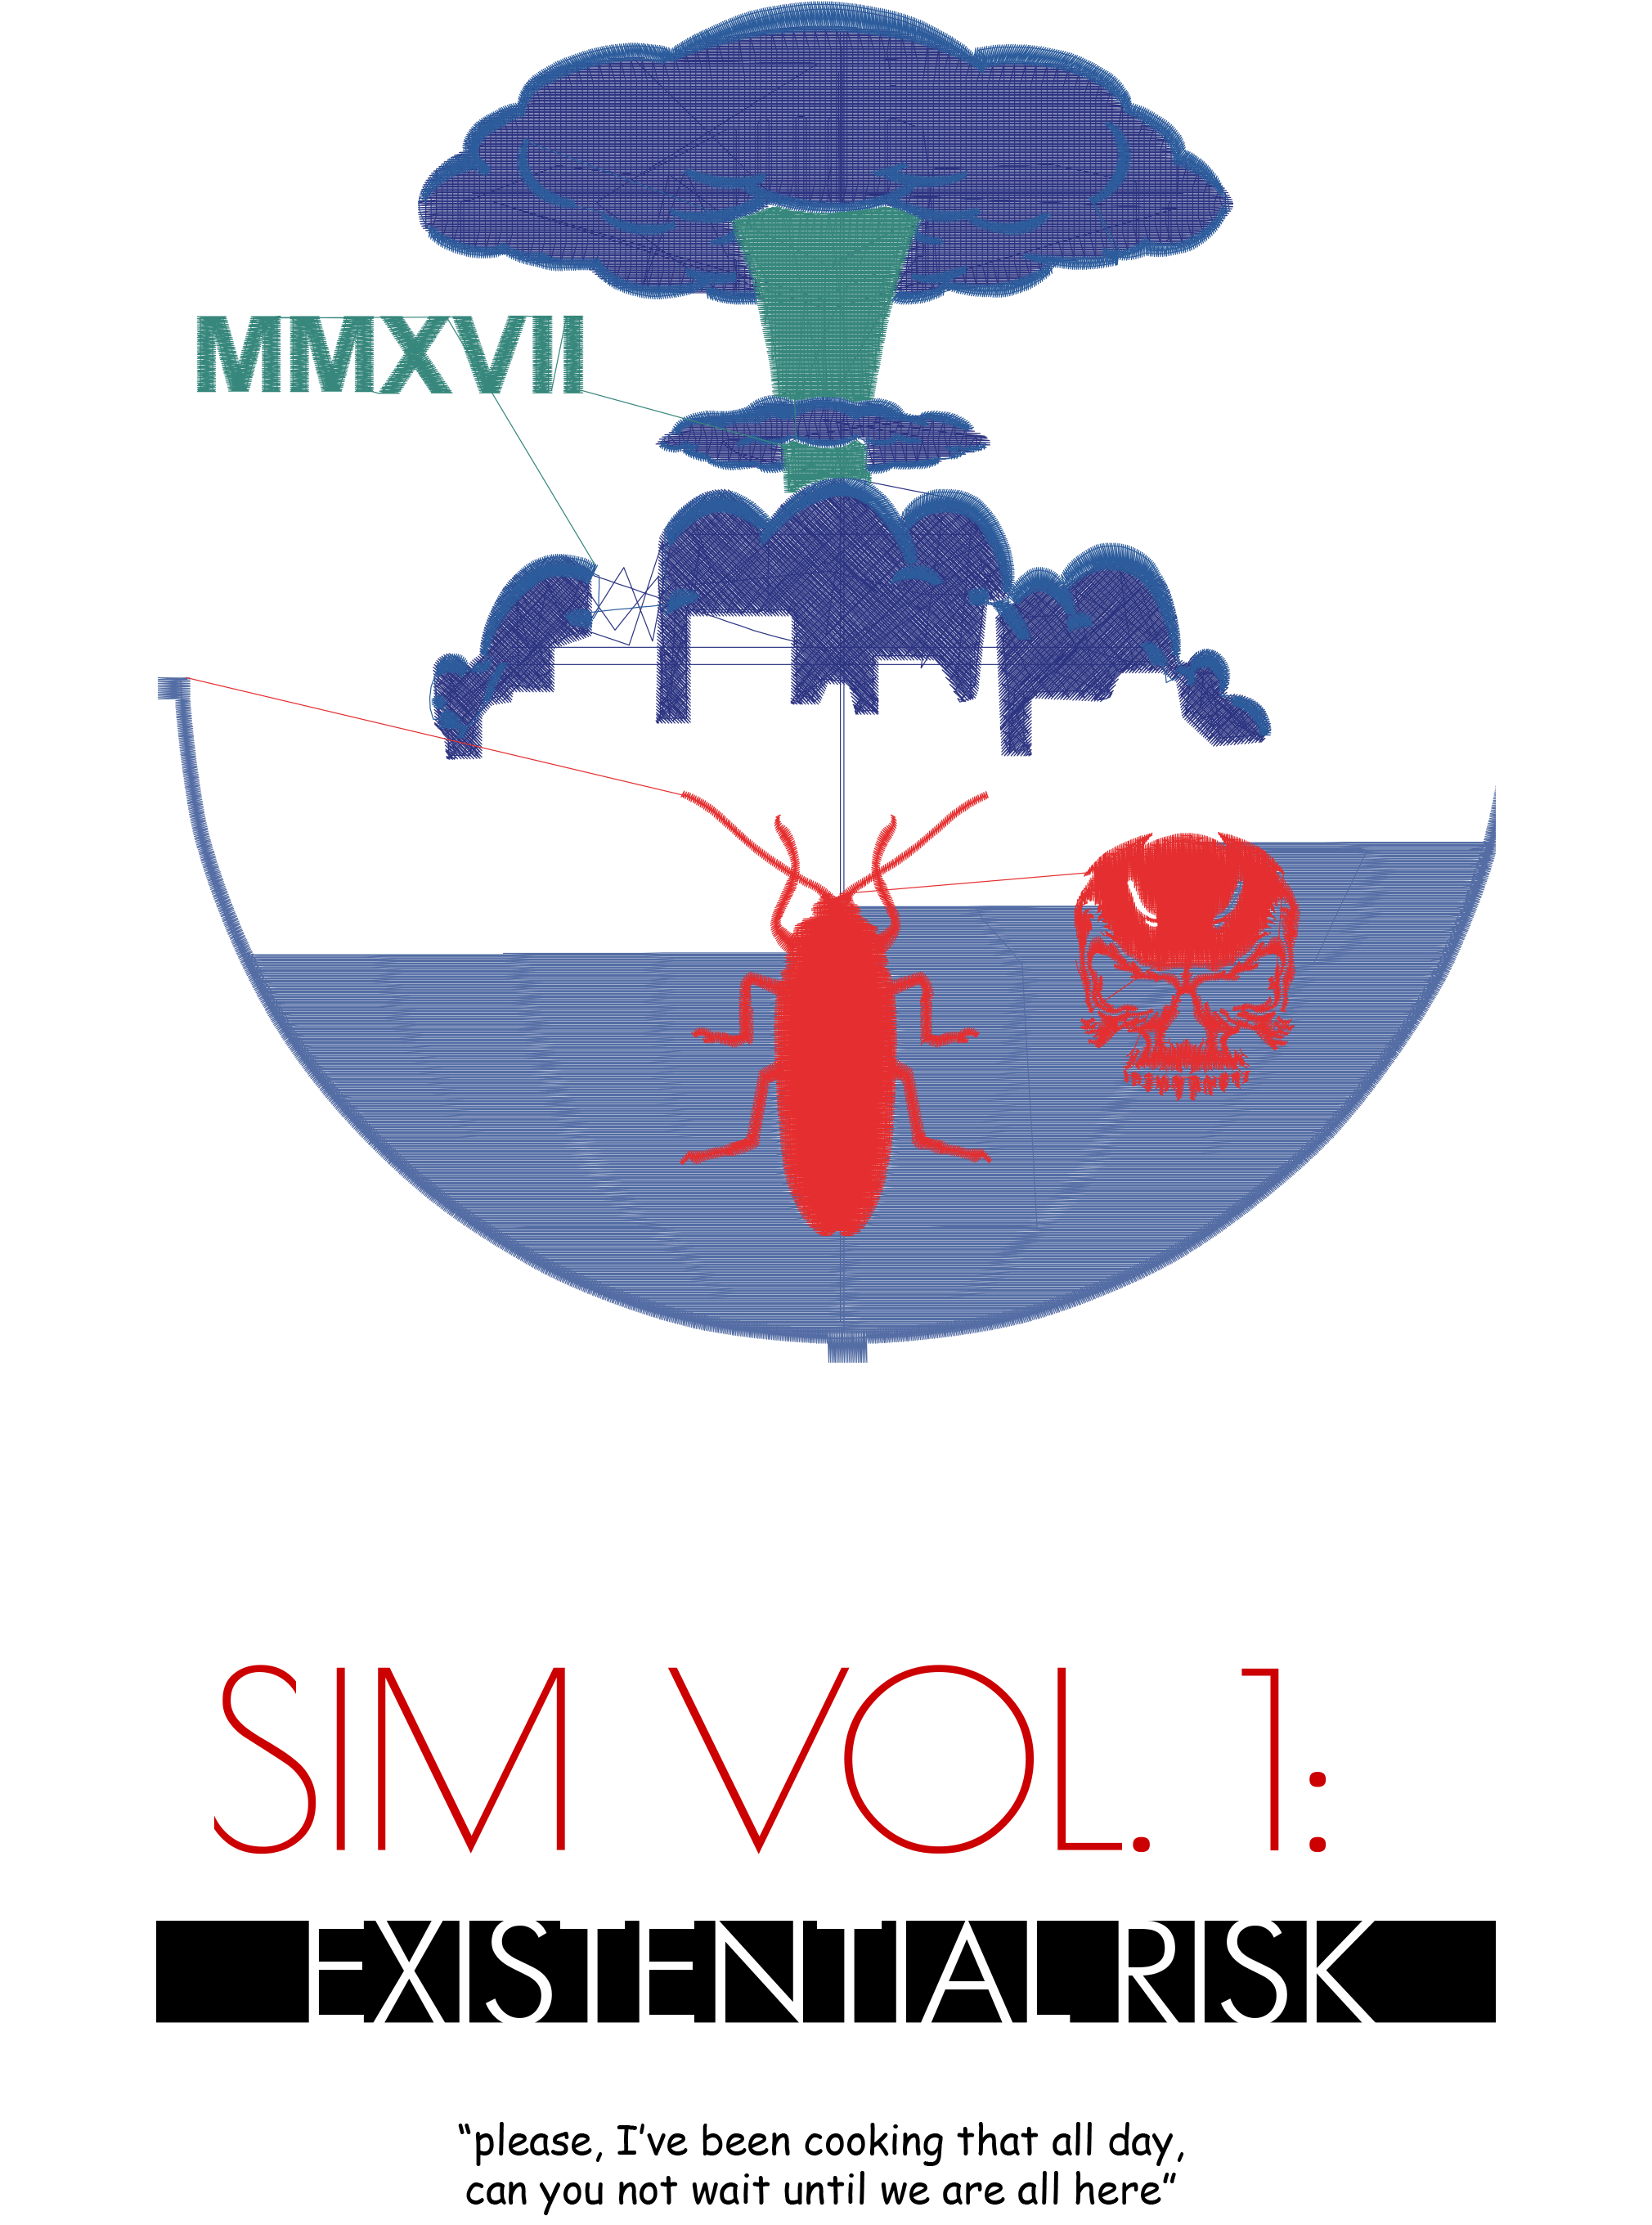 MMXVII
SIM VOL. 1:
EXISTENTIAL RISK
“please, I’ve been cooking that all day,
can you not wait until we are all here”